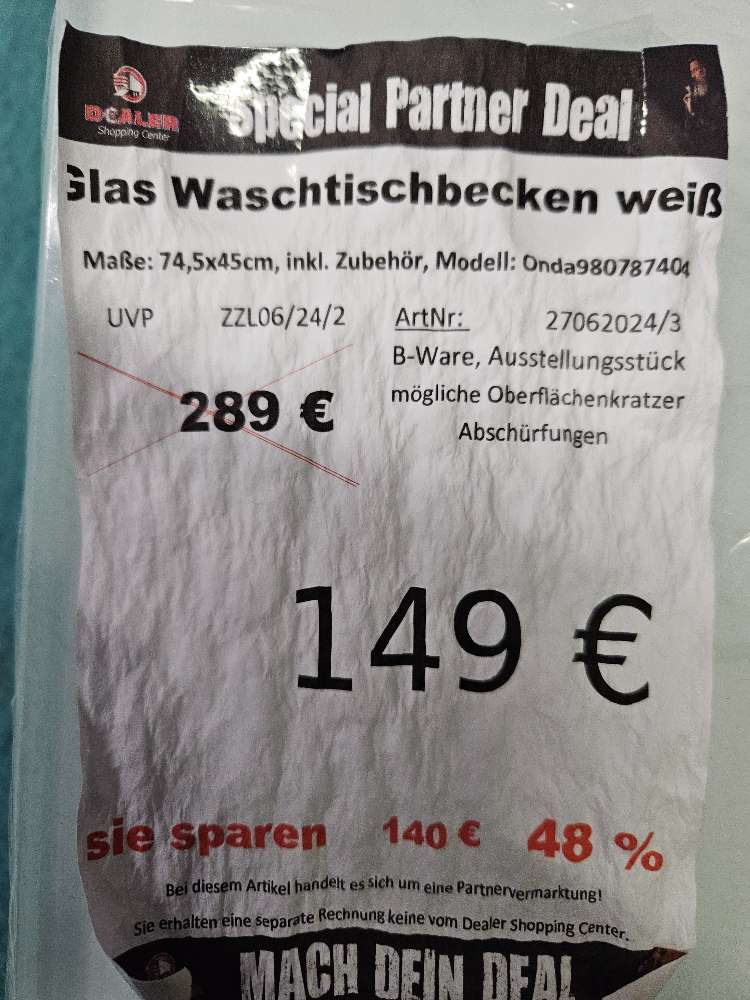 DEALER
Shopping Center
Special Partner Deal!
Glas Waschtischbecken weiß
Maße: 74,5x45cm, inkl. Zubehör, Modell: Onda980787404
UVP ZZL06/24/2 ArtNr: 27062024/3
B-Ware, Ausstellungsstück
289 € mögliche Oberflächenkratzer
Abschürfungen
149 €
sie sparen 140 € 48 %
Bei diesem Artikel handelt es sich um eine Partnervermarktung!
Sie erhalten eine separate Rechnung keine vom Dealer Shopping Center.
MACH DEIN DEAL